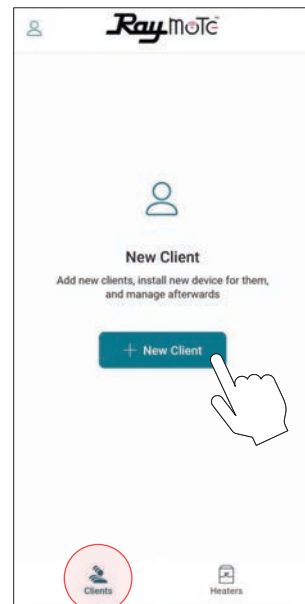 RaymoTe
New Client
Add new clients, install new device for them,
and manage afterwards
+ New Client
Clients
Heaters